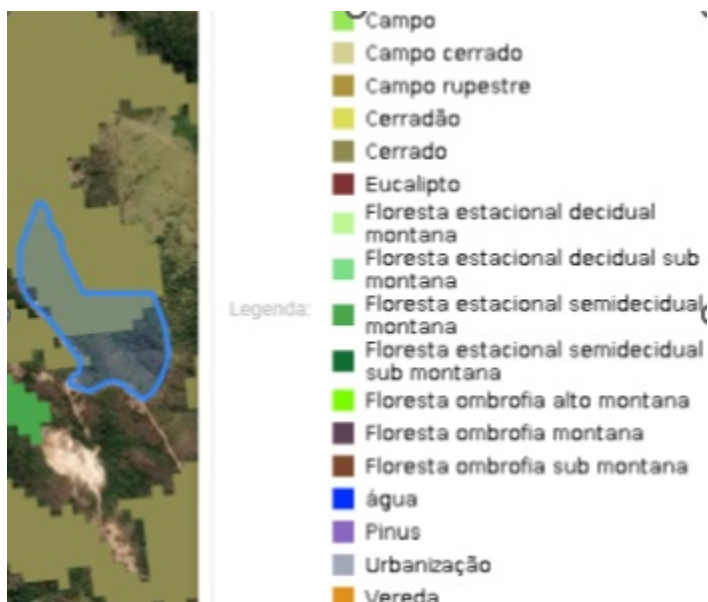 Campo
Campo cerrado
Campo rupestre
Cerradão
Cerrado
Eucalipto
Floresta estacional decidual
montana
Floresta estacional decidual sub
montana
Legenda:
Floresta estacional semidecidual
montana
Floresta estacional semidecidual
sub montana
Floresta ombrofia alto montana
Floresta ombrofia montana
Floresta ombrofia sub montana
água
Pinus
Urbanização
Vereda